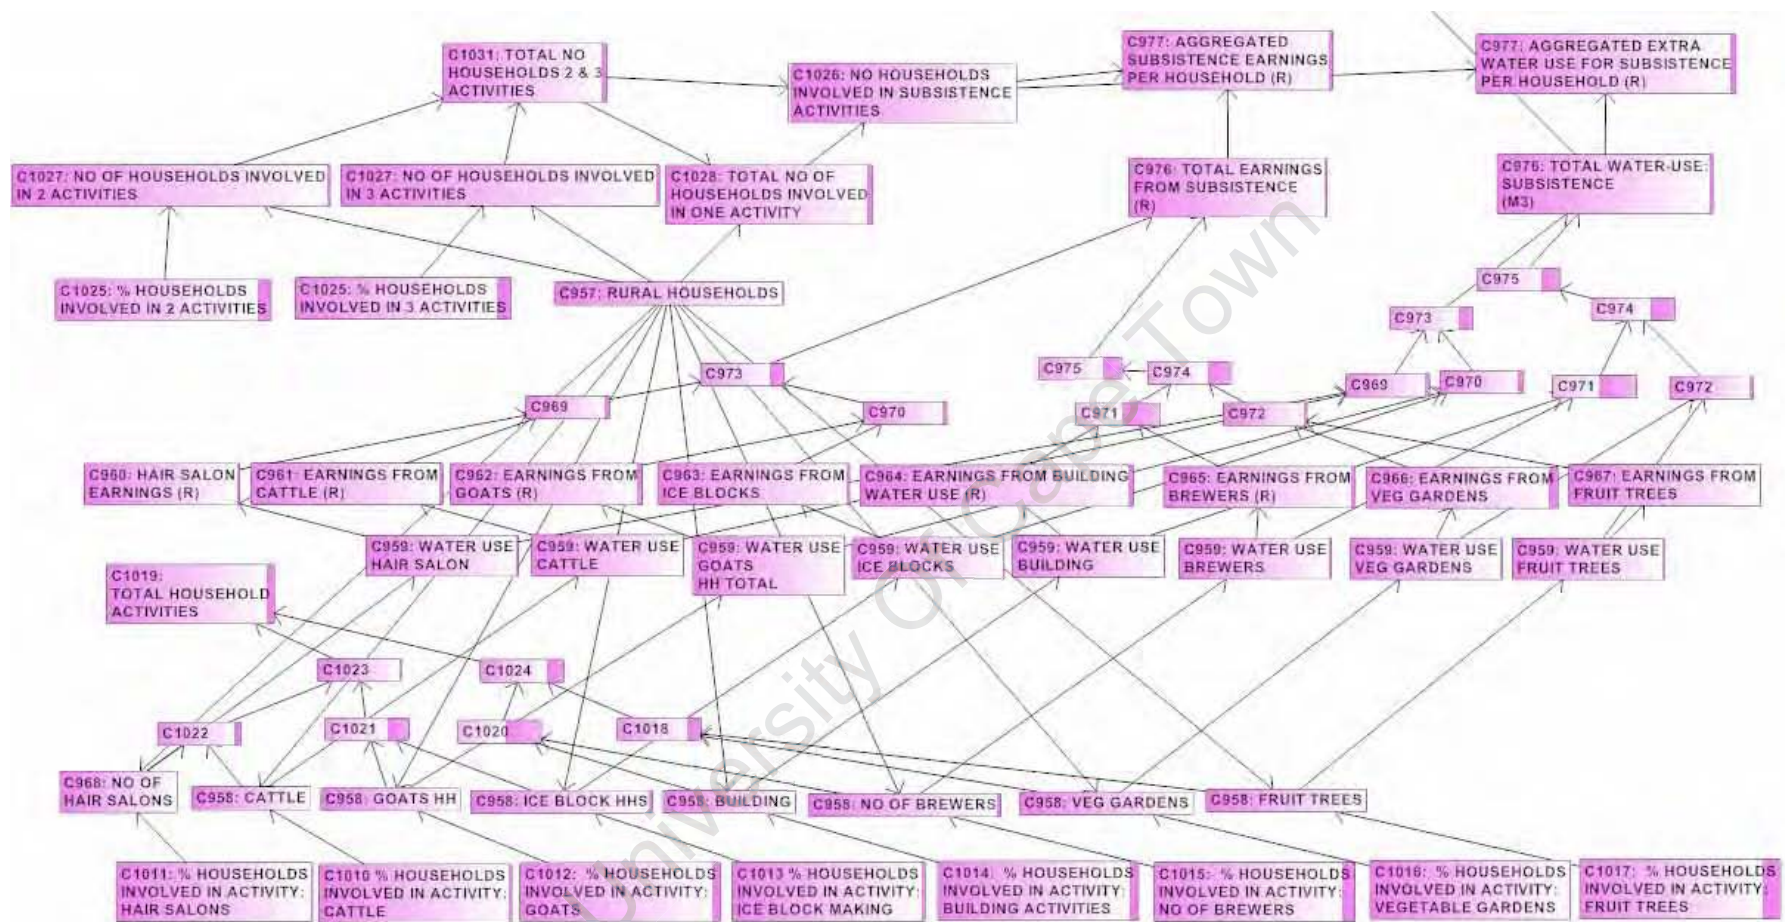 C1031: TOTAL NO
HOUSEHOLDS 2 & 3
ACTIVITIES
C1026: NO HOUSEHOLDS
INVOLVED IN SUBSISTENCE
ACTIVITIES
C977: AGGREGATED
SUBSISTENCE EARNINGS
PER HOUSEHOLD (R)
C977: AGGREGATED EXTRA
WATER USE FOR SUBSISTENCE
PER HOUSEHOLD (R)
C1027: NO OF HOUSEHOLDS INVOLVED
IN 2 ACTIVITIES
C1027: NO OF HOUSEHOLDS INVOLVED
IN 3 ACTIVITIES
C1028: TOTAL NO OF
HOUSEHOLDS INVOLVED
IN ONE ACTIVITY
C976: TOTAL EARNINGS
FROM SUBSISTENCE
(R)
C976: TOTAL WATER-USE:
SUBSISTENCE
(M3)
C1025: % HOUSEHOLDS
INVOLVED IN 2 ACTIVITIES
C1025: % HOUSEHOLDS
INVOLVED IN 3 ACTIVITIES
C957: RURAL HOUSEHOLDS
C975
C974
C973
C973
C975
C974
C969
C970
C971
C972
C969
C970
C971
C972
C960: HAIR SALON
EARNINGS (R)
C961: EARNINGS FROM
CATTLE (R)
C962: EARNINGS FROM
GOATS (R)
C963: EARNINGS FROM
ICE BLOCKS
C964: EARNINGS FROM BUILDING
WATER USE (R)
C965: EARNINGS FROM
BREWERS (R)
C966: EARNINGS FROM
VEG GARDENS
C967: EARNINGS FROM
FRUIT TREES
C959: WATER USE
HAIR SALON
C959: WATER USE
CATTLE
C959: WATER USE
GOATS
HH TOTAL
C959: WATER USE
ICE BLOCKS
C959: WATER USE
BUILDING
C959: WATER USE
BREWERS
C959: WATER USE
VEG GARDENS
C959: WATER USE
FRUIT TREES
C1019:
TOTAL HOUSEHOLD
ACTIVITIES
C1023
C1024
C1022
C1021
C1020
C1018
C968: NO OF
HAIR SALONS
C958: CATTLE
C958: GOATS HH
C958: ICE BLOCK HHS
C958: BUILDING
C958: NO OF BREWERS
C958: VEG GARDENS
C958: FRUIT TREES
C1011: % HOUSEHOLDS
INVOLVED IN ACTIVITY:
HAIR SALONS
C1010 % HOUSEHOLDS
INVOLVED IN ACTIVITY:
CATTLE
C1012: % HOUSEHOLDS
INVOLVED IN ACTIVITY:
GOATS
C1013 % HOUSEHOLDS
INVOLVED IN ACTIVITY:
ICE BLOCK MAKING
C1014: % HOUSEHOLDS
INVOLVED IN ACTIVITY:
BUILDING ACTIVITIES
C1015: % HOUSEHOLDS
INVOLVED IN ACTIVITY:
NO OF BREWERS
C1016: % HOUSEHOLDS
INVOLVED IN ACTIVITY:
VEGETABLE GARDENS
C1017: % HOUSEHOLDS
INVOLVED IN ACTIVITY:
FRUIT TREES
University Of Cape Town